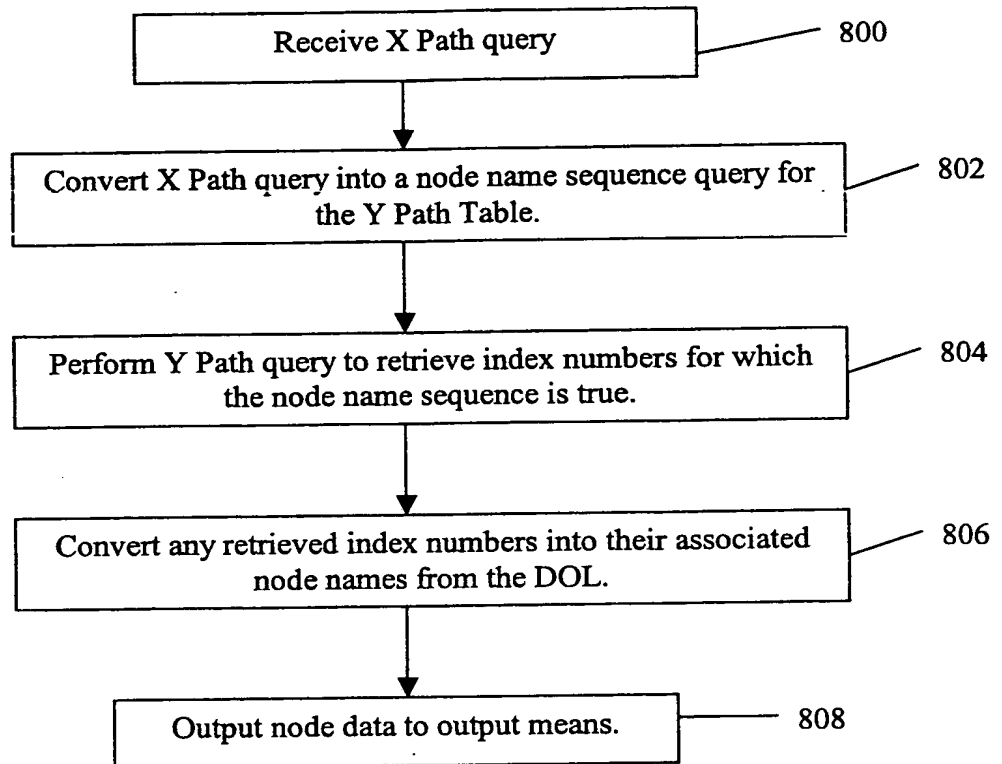 Receive X Path query
800
Convert X Path query into a node name sequence query for
the Y Path Table.
802
Perform Y Path query to retrieve index numbers for which
the node name sequence is true.
804
Convert any retrieved index numbers into their associated
node names from the DOL.
806
Output node data to output means.
808